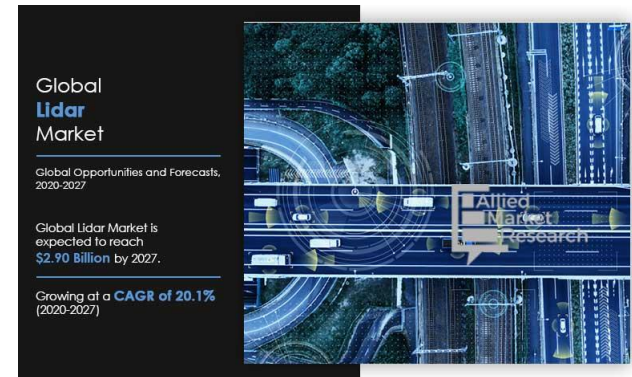 Global
Lidar
Market
Global Opportunities and Forecasts,
2020-2027
Global Lidar Market is
expected to reach
$2.90 Billion by 2027.
Growing at a CAGR of 20.1%
(2020-2027)
Allied
Market
Research